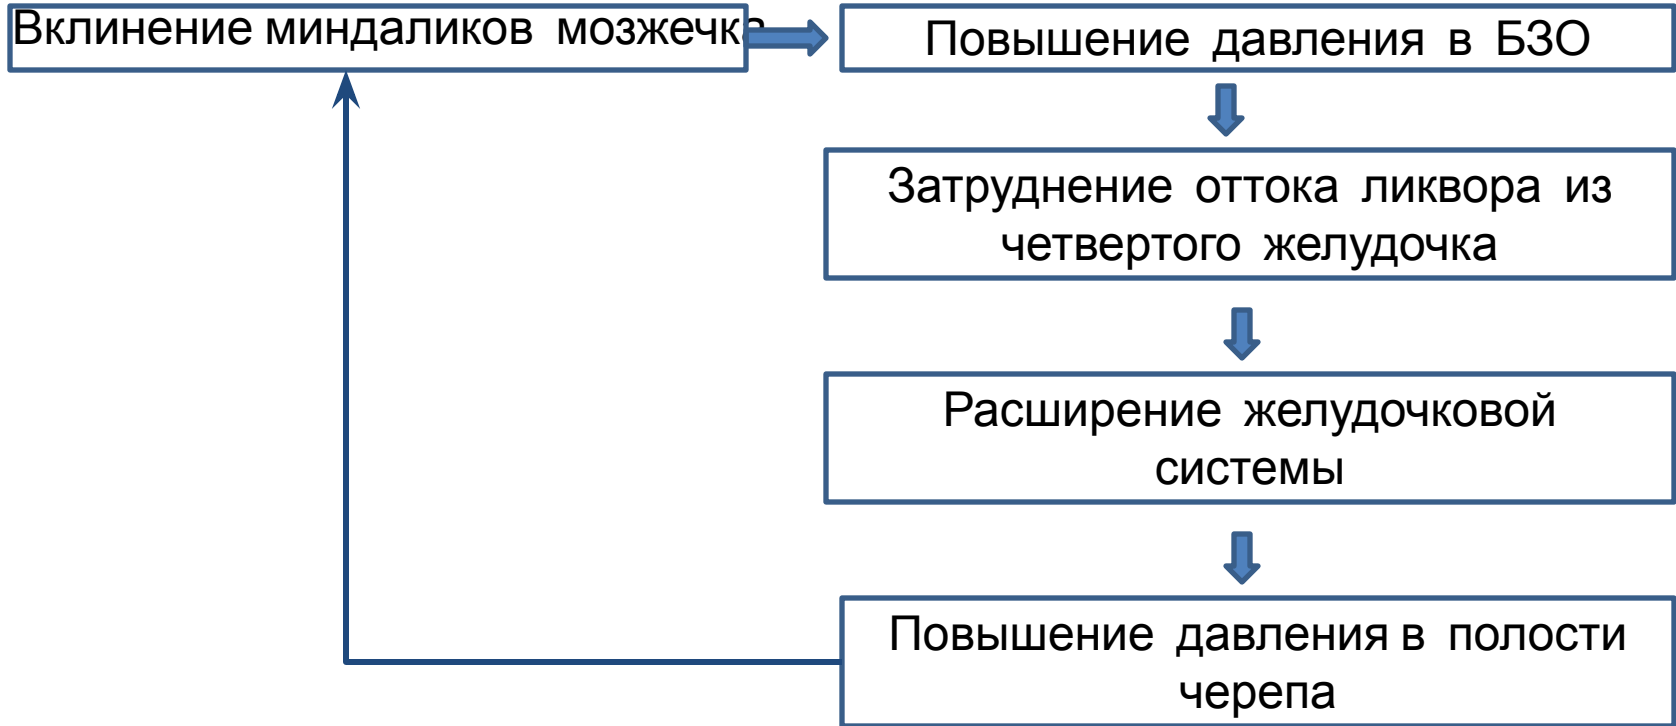 Вклинение миндаликов мозжечка
Повышение давления в БЗО
Затруднение оттока ликвора из
четвертого желудочка
Расширение желудочковой
системы
Повышение давления в полости
черепа